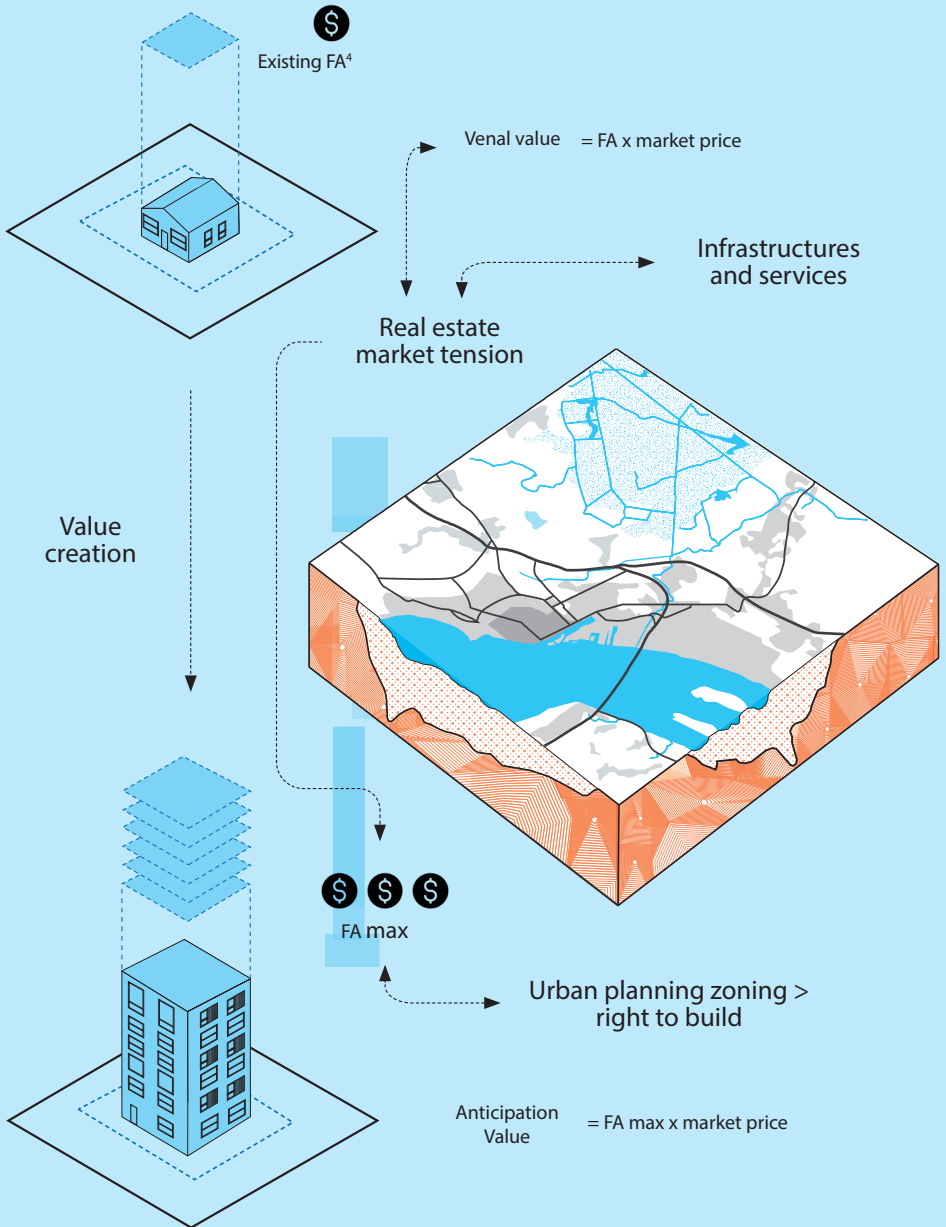 $
Existing FA⁴
Venal value = FA x market price
Infrastructures
and services
Real estate
market tension
Value
creation
$ $ $
FA max
Urban planning zoning >
right to build
Anticipation
Value
= FA max x market price